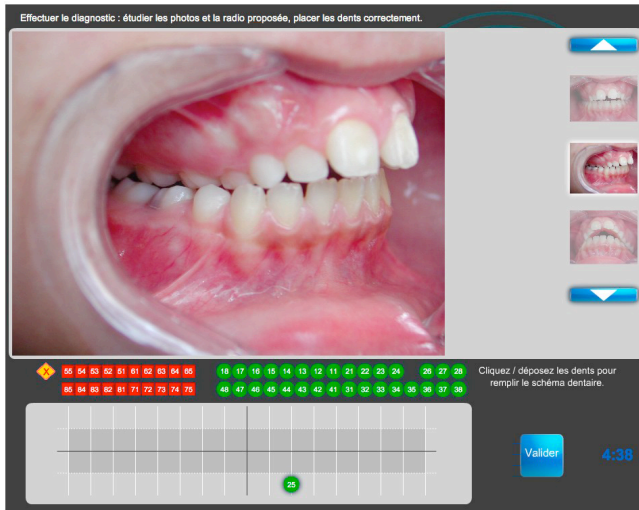 Effectuer le diagnostic : étudier les photos et la radio proposée, placer les dents correctement.
X 55 54 53 52 51 61 62 63 64 65 18 17 16 15 14 13 12 11 21 22 23 24 26 27 28
85 84 83 82 81 71 72 73 74 75 48 47 46 45 44 43 42 41 31 32 33 34 35 36 37 38
Cliquez / déposez les dents pour
remplir le schéma dentaire.
25
Valider
4:38